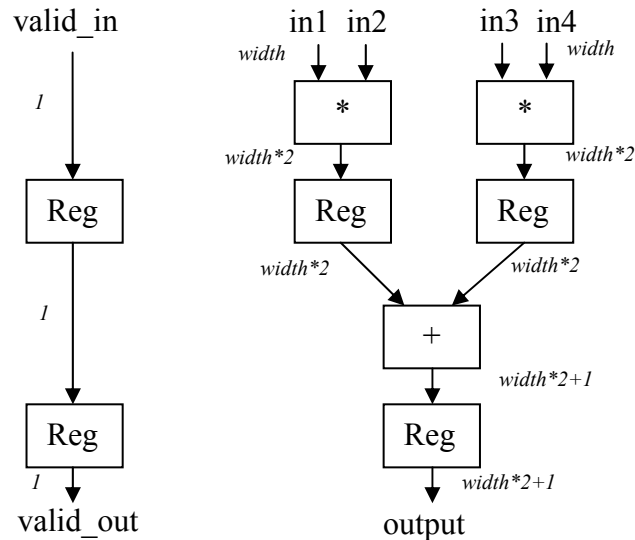 valid_in
1
Reg
1
Reg
1
valid_out
in1 in2 in3 in4
width width
* *
width*2 width*2
Reg Reg
width*2 width*2
+
width*2+1
Reg
width*2+1
output